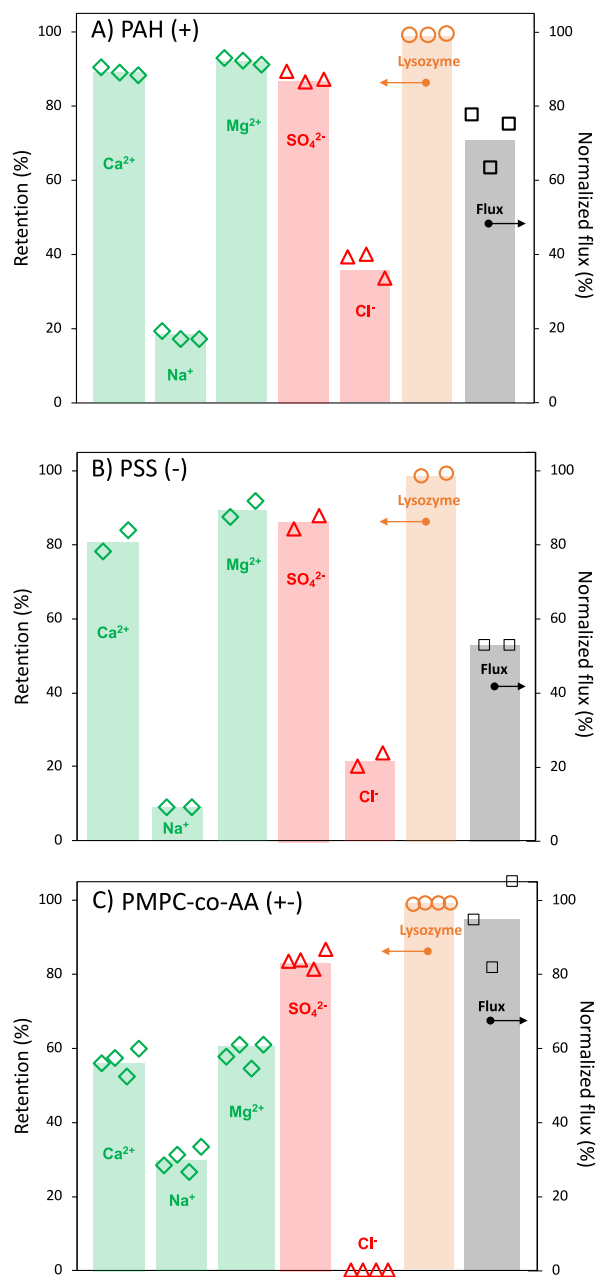 A) PAH (+)
100
80
60
40
20
0
Retention (%)
Ca²⁺
Na⁺
Mg²⁺
SO₄²⁻
Cl⁻
Lysozyme
Flux
100
80
60
40
20
0
Normalized flux (%)
B) PSS (-)
100
80
60
40
20
0
Retention (%)
Ca²⁺
Na⁺
Mg²⁺
SO₄²⁻
Cl⁻
Lysozyme
Flux
100
80
60
40
20
0
Normalized flux (%)
C) PMPC-co-AA (+-)
100
80
60
40
20
0
Retention (%)
Ca²⁺
Na⁺
Mg²⁺
SO₄²⁻
Cl⁻
Lysozyme
Flux
100
80
60
40
20
0
Normalized flux (%)